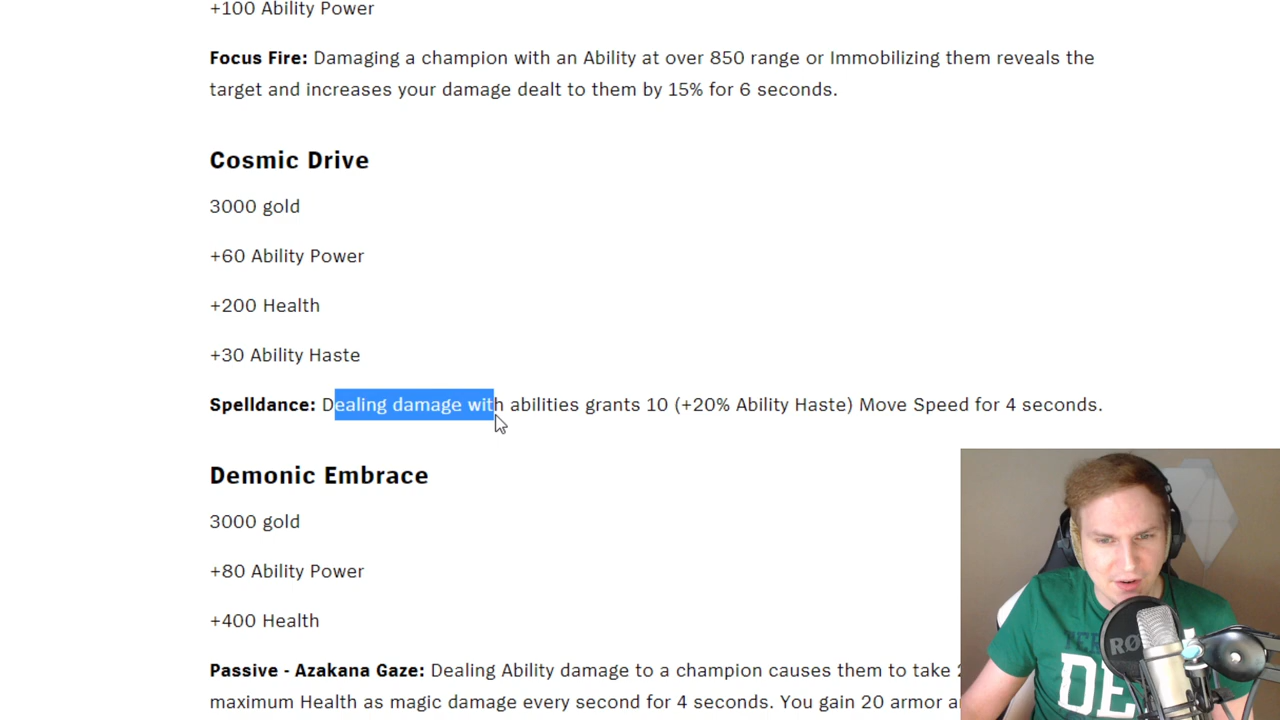 +100 Ability Power
Focus Fire: Damaging a champion with an Ability at over 850 range or Immobilizing them reveals the
target and increases your damage dealt to them by 15% for 6 seconds.
Cosmic Drive
3000 gold
+60 Ability Power
+200 Health
+30 Ability Haste
Spelldance: Dealing damage with abilities grants 10 (+20% Ability Haste) Move Speed for 4 seconds.
Demonic Embrace
3000 gold
+80 Ability Power
+400 Health
Passive - Azakana Gaze: Dealing Ability damage to a champion causes them to take
maximum Health as magic damage every second for 4 seconds. You gain 20 armor
DE